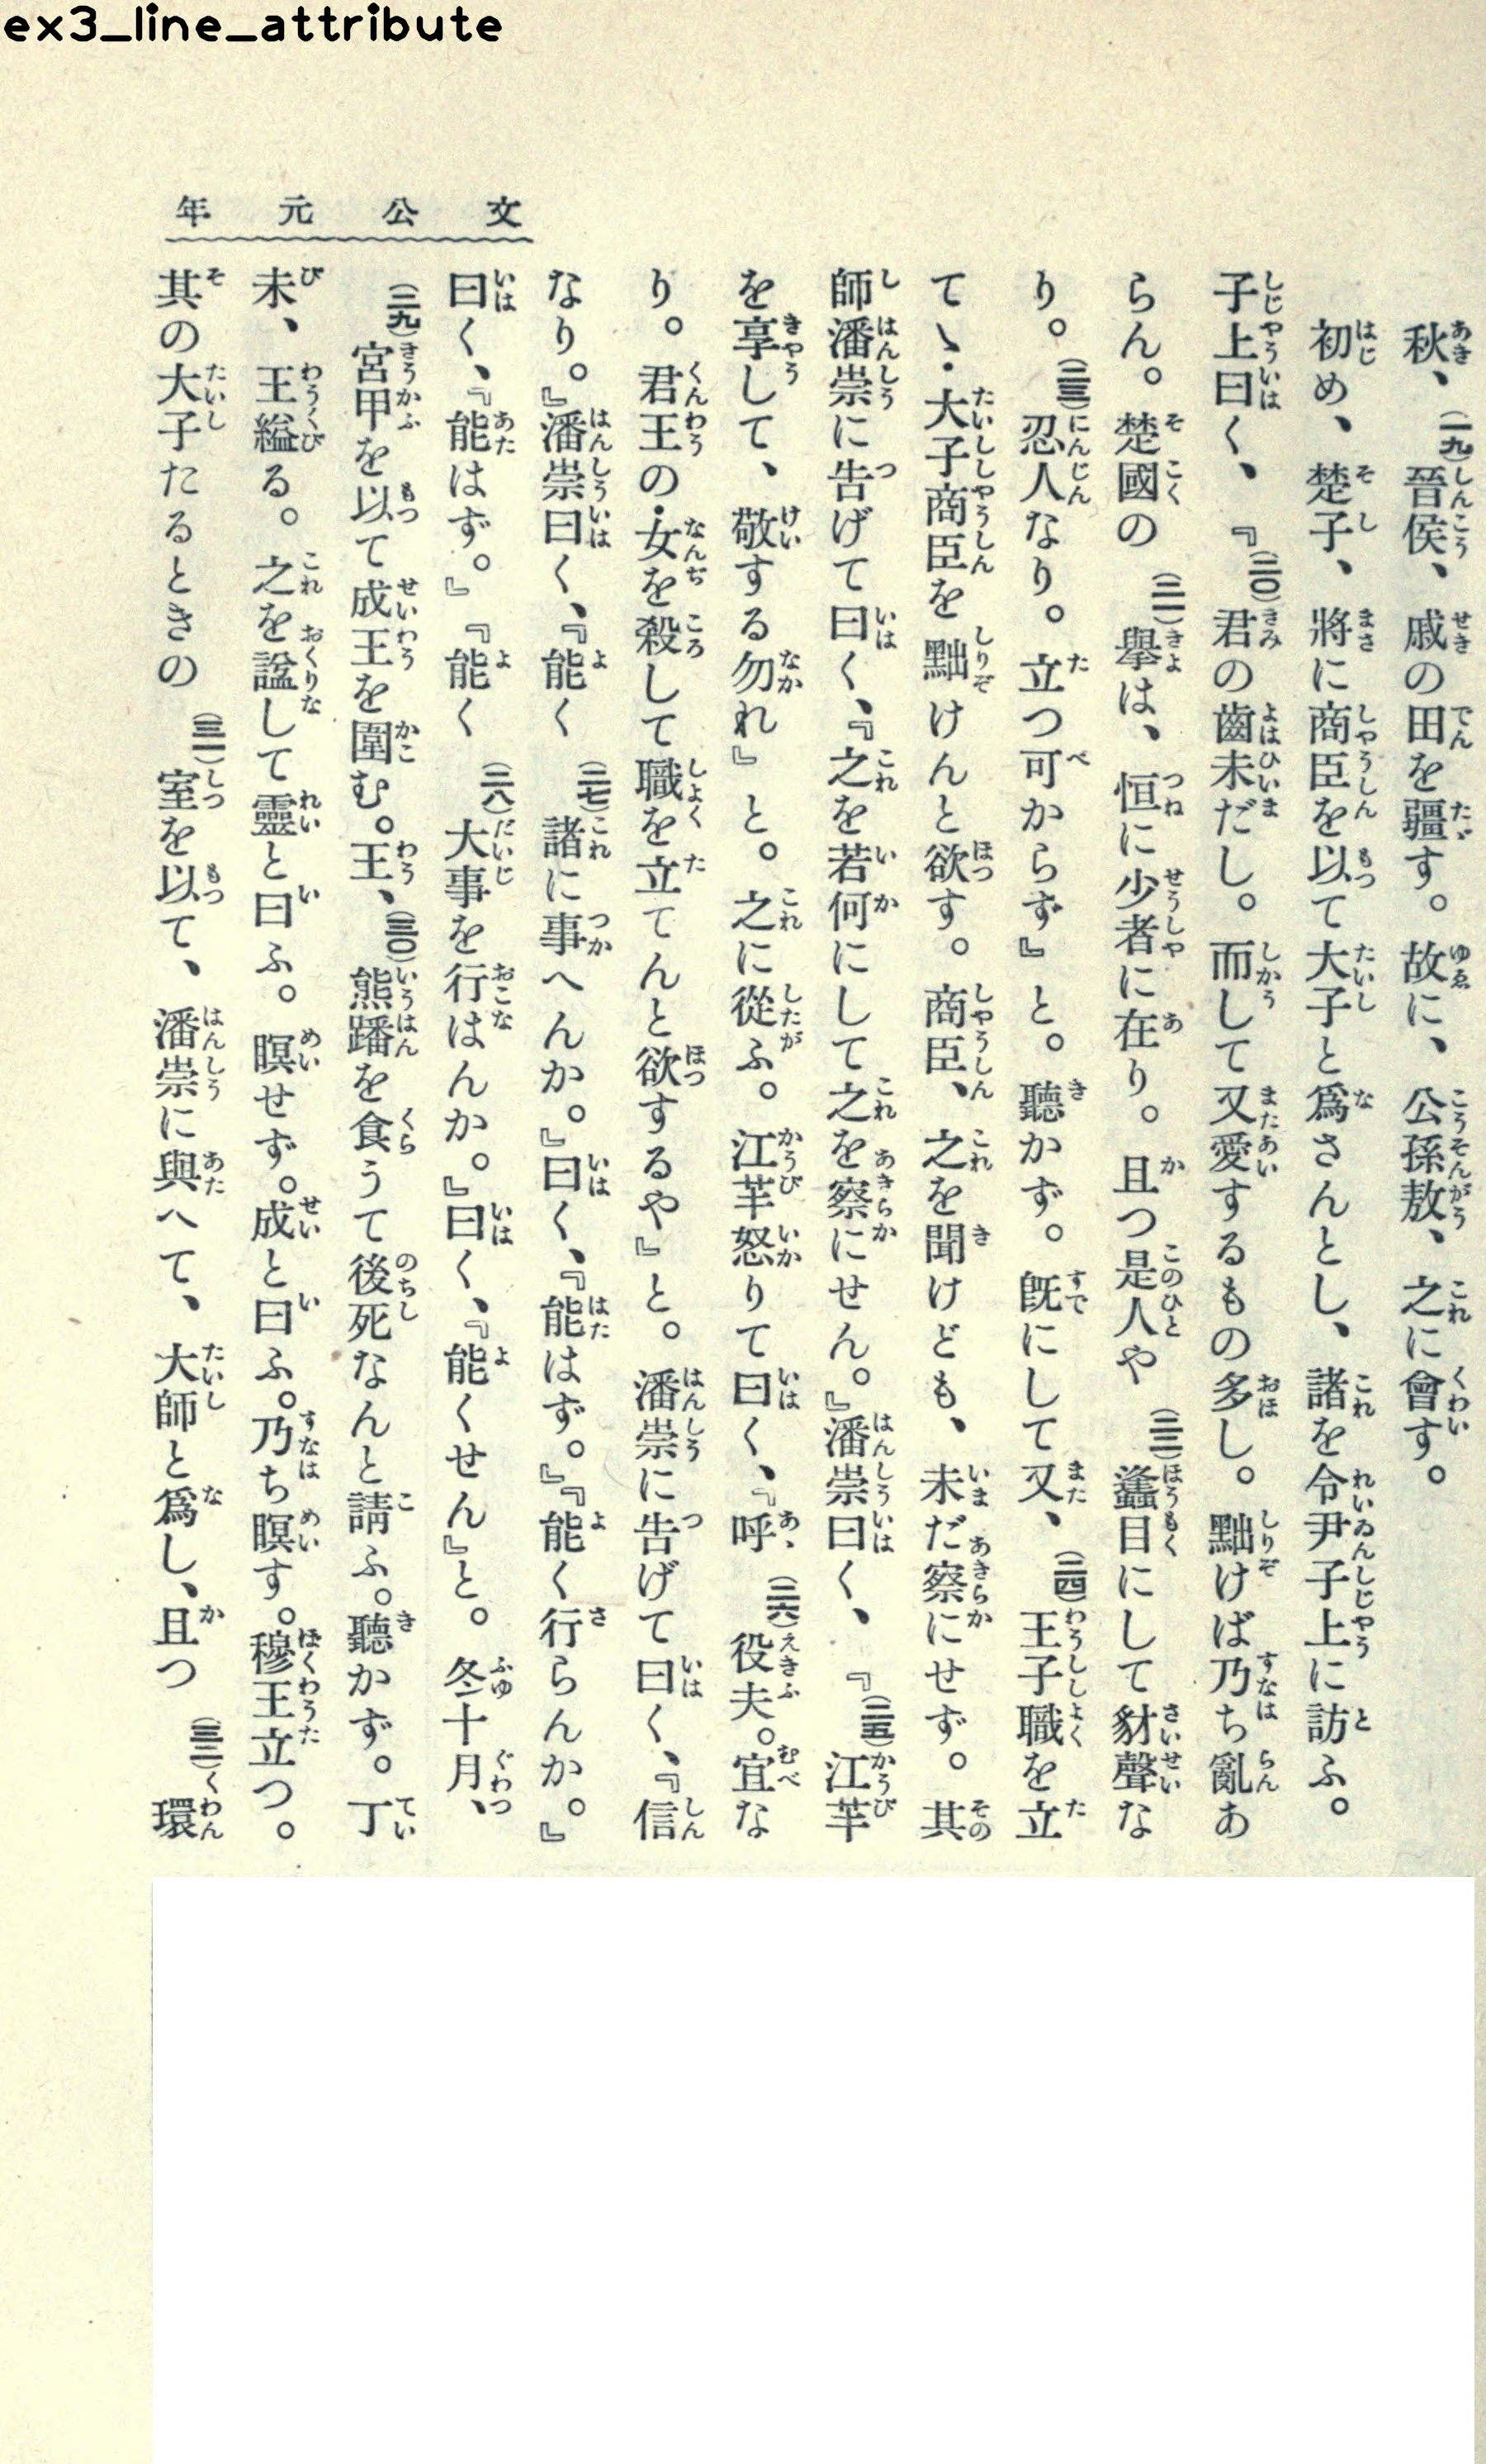 ex3_line_attribute
秋、(一九)晉侯、戚の田を疆す。故に、公孫敖、之に會す。
初め、楚子、將に商臣を以て大子と爲さんとし、諸を令尹子上に訪ふ。
子上曰く、『(二〇)君の齒未だし。而して又愛するもの多し。黜けば乃ち亂あ
らん。楚國の(二一)擧は、恒に少者に在り。且つ是人や(二二)蠭目にして豺聲な
り。(二三)忍人なり。立つ可からず』と。聽かず。既にして又、(二四)王子職を立
て、大子商臣を黜けんと欲す。商臣、之を聞けども、未だ察にせず。其
師潘崇に告げて曰く、『之を若何にして之を察にせん。』潘崇曰く、『(二五)江芊
を享して、敬する勿れ』と。之に從ふ。江芊怒りて曰く、『呼、(二六)役夫。宜な
り。君王の女を殺して職を立てんと欲するや』と。潘崇に告げて曰く、『信
なり。』潘崇曰く、『能く(二七)諸に事へんか。』曰く、『能はず。』『能く行らんか。』
曰く、『能はず。』『能く(二八)大事を行はんか。』曰く、『能くせん』と。冬十月、
(二九)宮甲を以て成王を圍む。王、(三〇)熊蹯を食うて後死なんと請ふ。聽かず。丁
未、王縊る。之を諡して靈と曰ふ。瞑せず。成と曰ふ。乃ち瞑す。穆王立つ。
其の大子たるときの(三一)室を以て、潘崇に與へて、大師と爲し、且つ(三二)環
文公元年